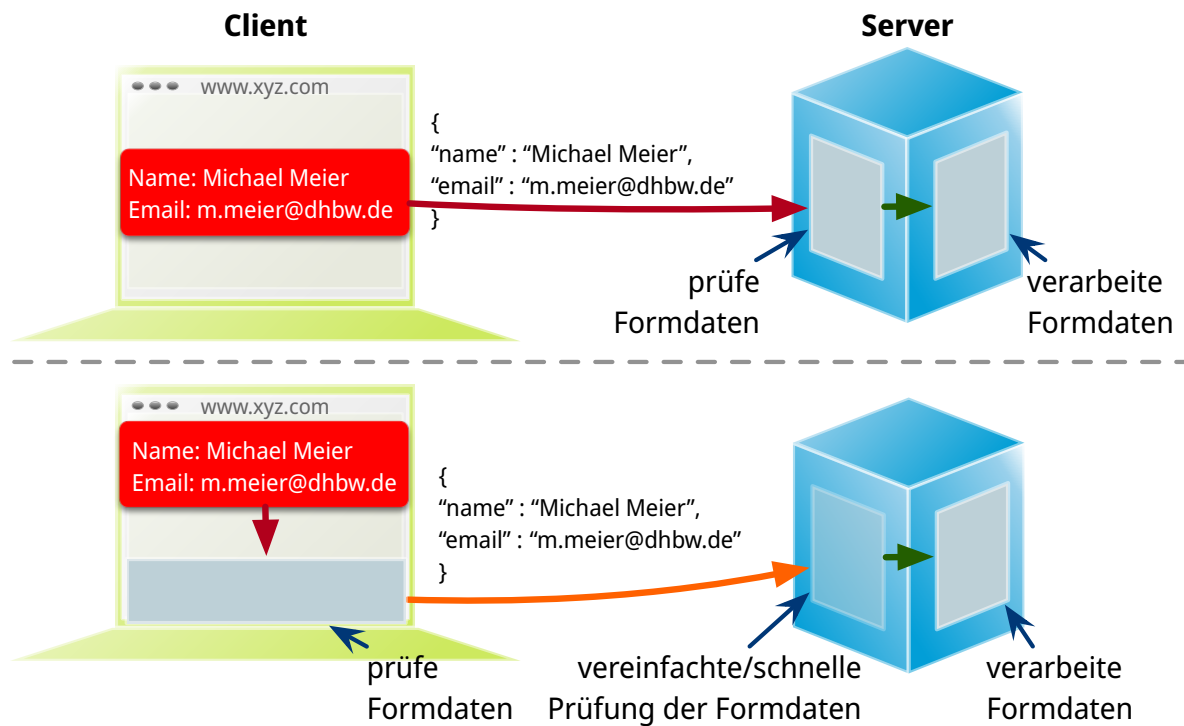 Client
Server
www.xyz.com
Name: Michael Meier
Email: m.meier@dhbw.de
{
“name” : “Michael Meier”,
“email” : “m.meier@dhbw.de”
}
prüfe
Formdaten
verarbeite
Formdaten
www.xyz.com
Name: Michael Meier
Email: m.meier@dhbw.de
{
“name” : “Michael Meier”,
“email” : “m.meier@dhbw.de”
}
prüfe
Formdaten
vereinfachte/schnelle
Prüfung der Formdaten
verarbeite
Formdaten